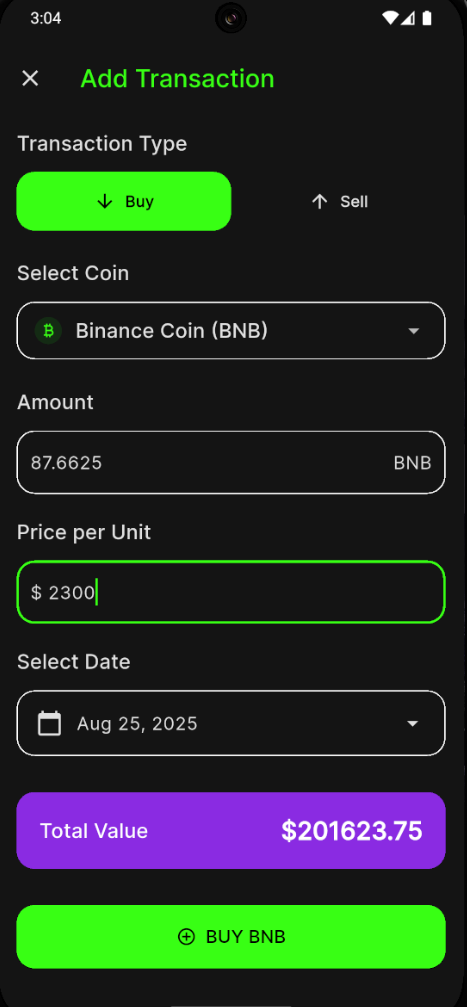 3:04
Add Transaction
Transaction Type
Buy
Sell
Select Coin
Binance Coin (BNB)
Amount
87.6625 BNB
Price per Unit
$ 2300
Select Date
Aug 25, 2025
Total Value $201623.75
BUY BNB